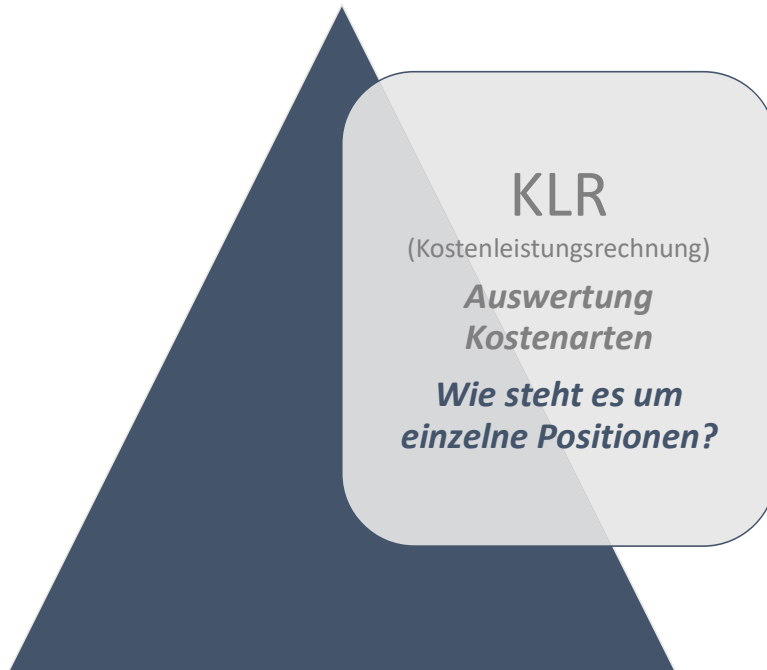 KLR
(Kostenleistungsrechnung)
Auswertung
Kostenarten
Wie steht es um
einzelne Positionen?